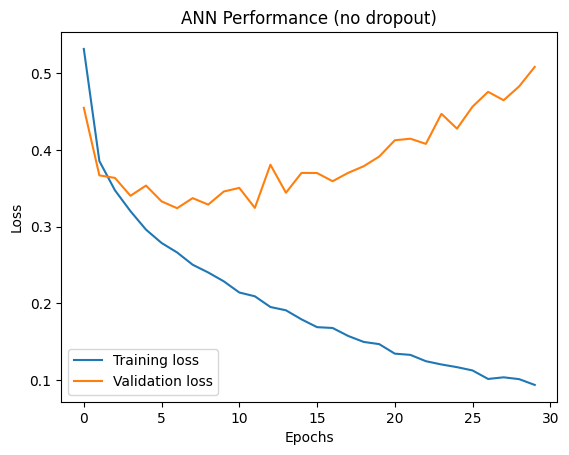 ANN Performance (no dropout)
0.5
0.4
0.3
0.2
0.1
Loss
Training loss
Validation loss
0 5 10 15 20 25 30
Epochs